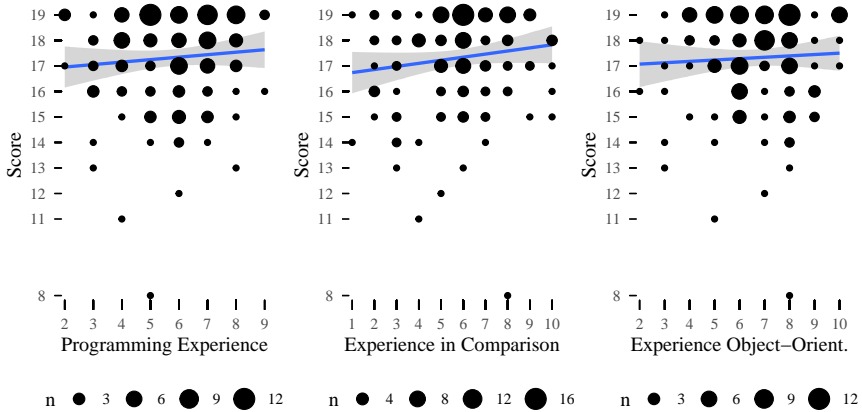 19
18
17
16
15
14
13
12
11
8
Score
2 3 4 5 6 7 8 9
Programming Experience
n 3 6 9 12
19
18
17
16
15
14
13
12
11
8
Score
1 2 3 4 5 6 7 8 9 10
Experience in Comparison
n 4 8 12 16
19
18
17
16
15
14
13
12
11
8
Score
2 3 4 5 6 7 8 9 10
Experience Object−Orient.
n 3 6 9 12